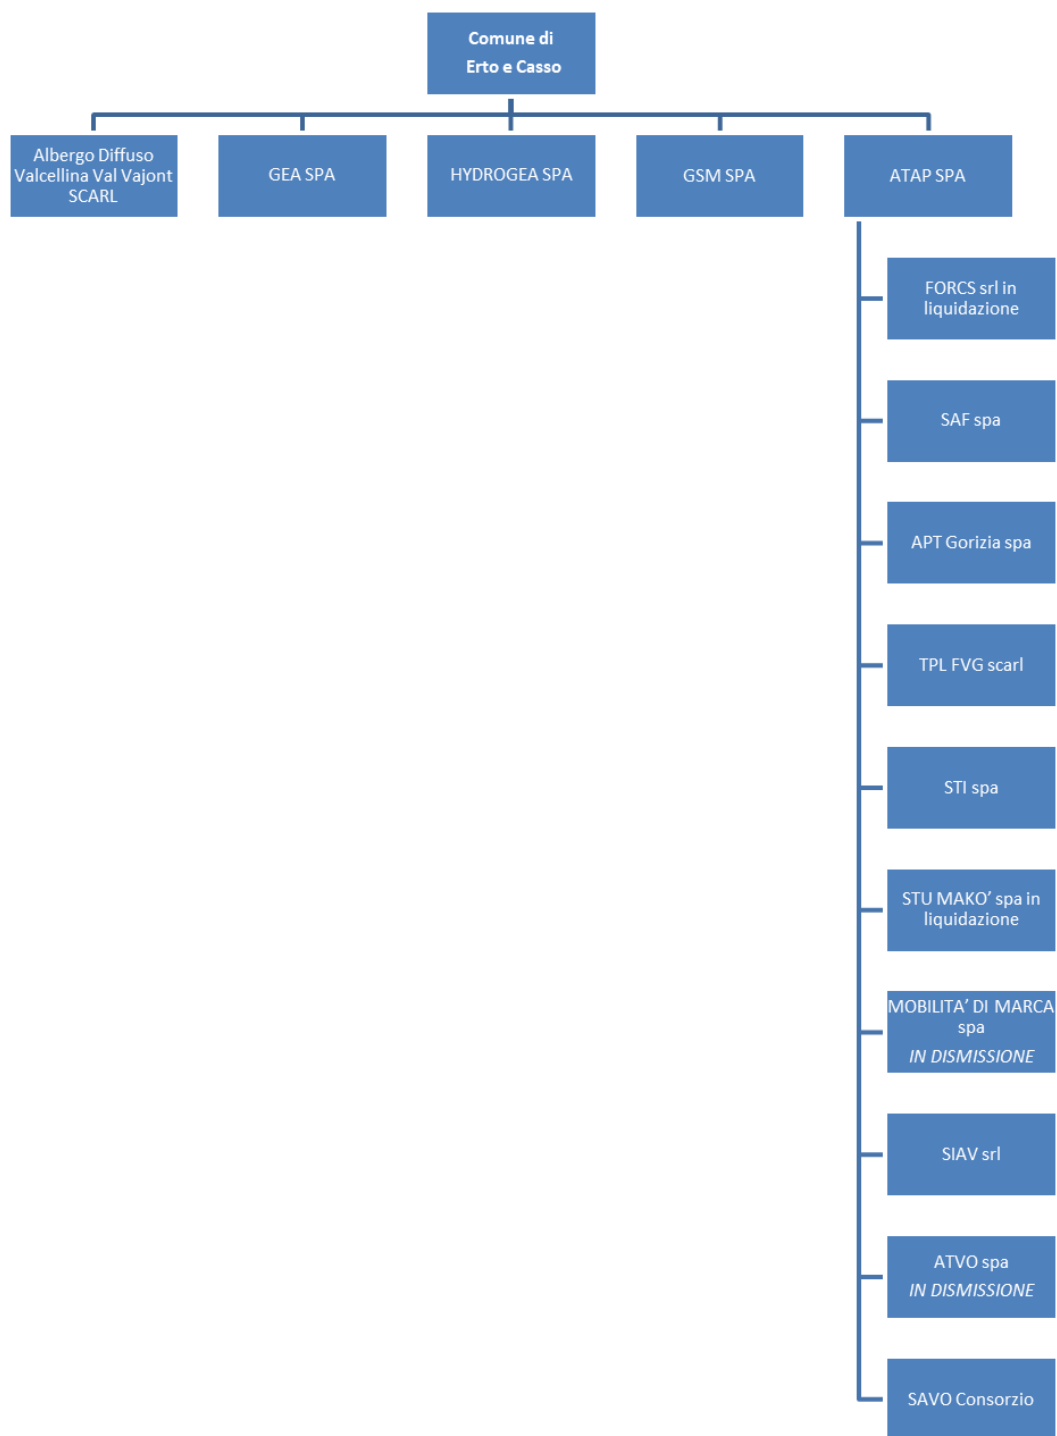 Comune di
Erto e Casso
Albergo Diffuso
Valcellina Val Vajont
SCARL
GEA SPA
HYDROGEA SPA
GSM SPA
ATAP SPA
FORCS srl in
liquidazione
SAF spa
APT Gorizia spa
TPL FVG scarl
STI spa
STU MAKO’ spa in
liquidazione
MOBILITA’ DI MARCA
spa
IN DISMISSIONE
SIAV srl
ATVO spa
IN DISMISSIONE
SAVO Consorzio